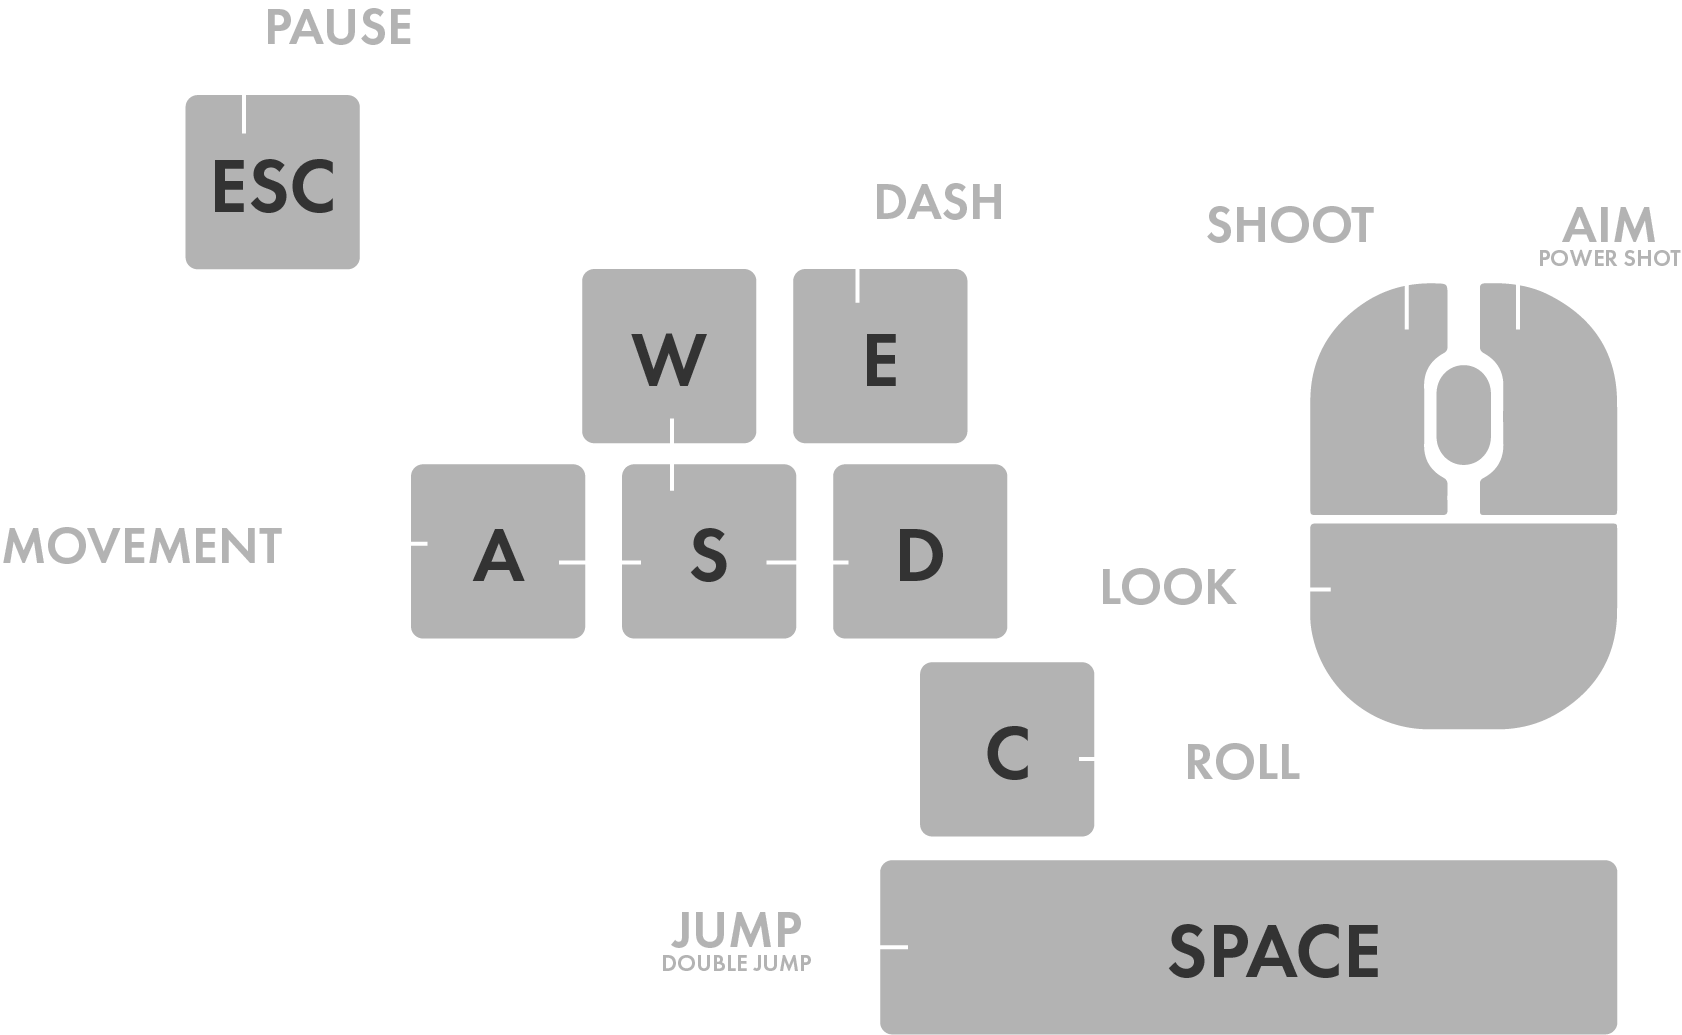 PAUSE
ESC
DASH
SHOOT
AIM
POWER SHOT
W
E
MOVEMENT
A
S
D
LOOK
C
ROLL
JUMP
DOUBLE JUMP
SPACE